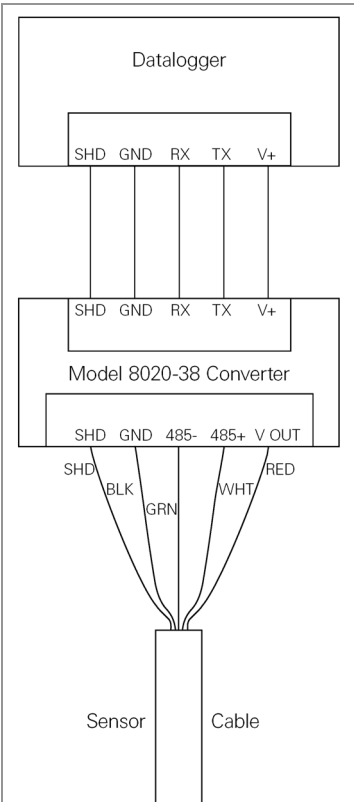 Datalogger
SHD GND RX TX V+
SHD GND RX TX V+
Model 8020-38 Converter
SHD GND 485- 485+ V OUT
SHD RED
BLK WHT
GRN
Sensor Cable